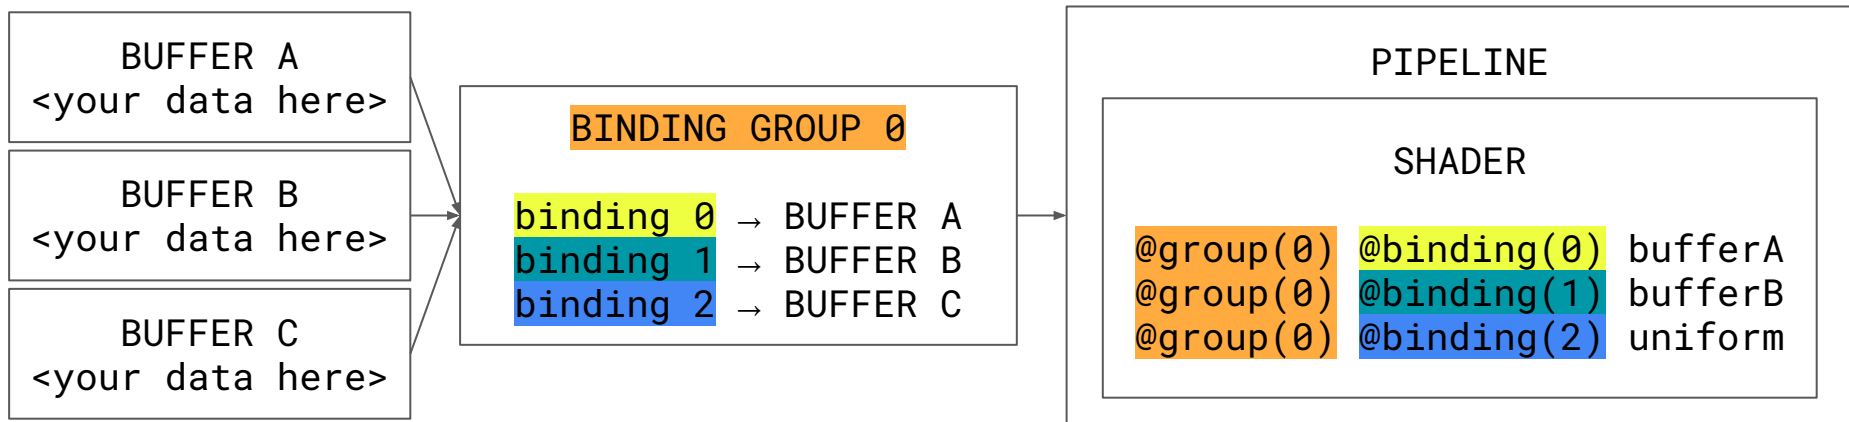 BUFFER A
<your data here>
BUFFER B
<your data here>
BUFFER C
<your data here>
BINDING GROUP 0
binding 0 → BUFFER A
binding 1 → BUFFER B
binding 2 → BUFFER C
PIPELINE
SHADER
@group(0) @binding(0) bufferA
@group(0) @binding(1) bufferB
@group(0) @binding(2) uniform